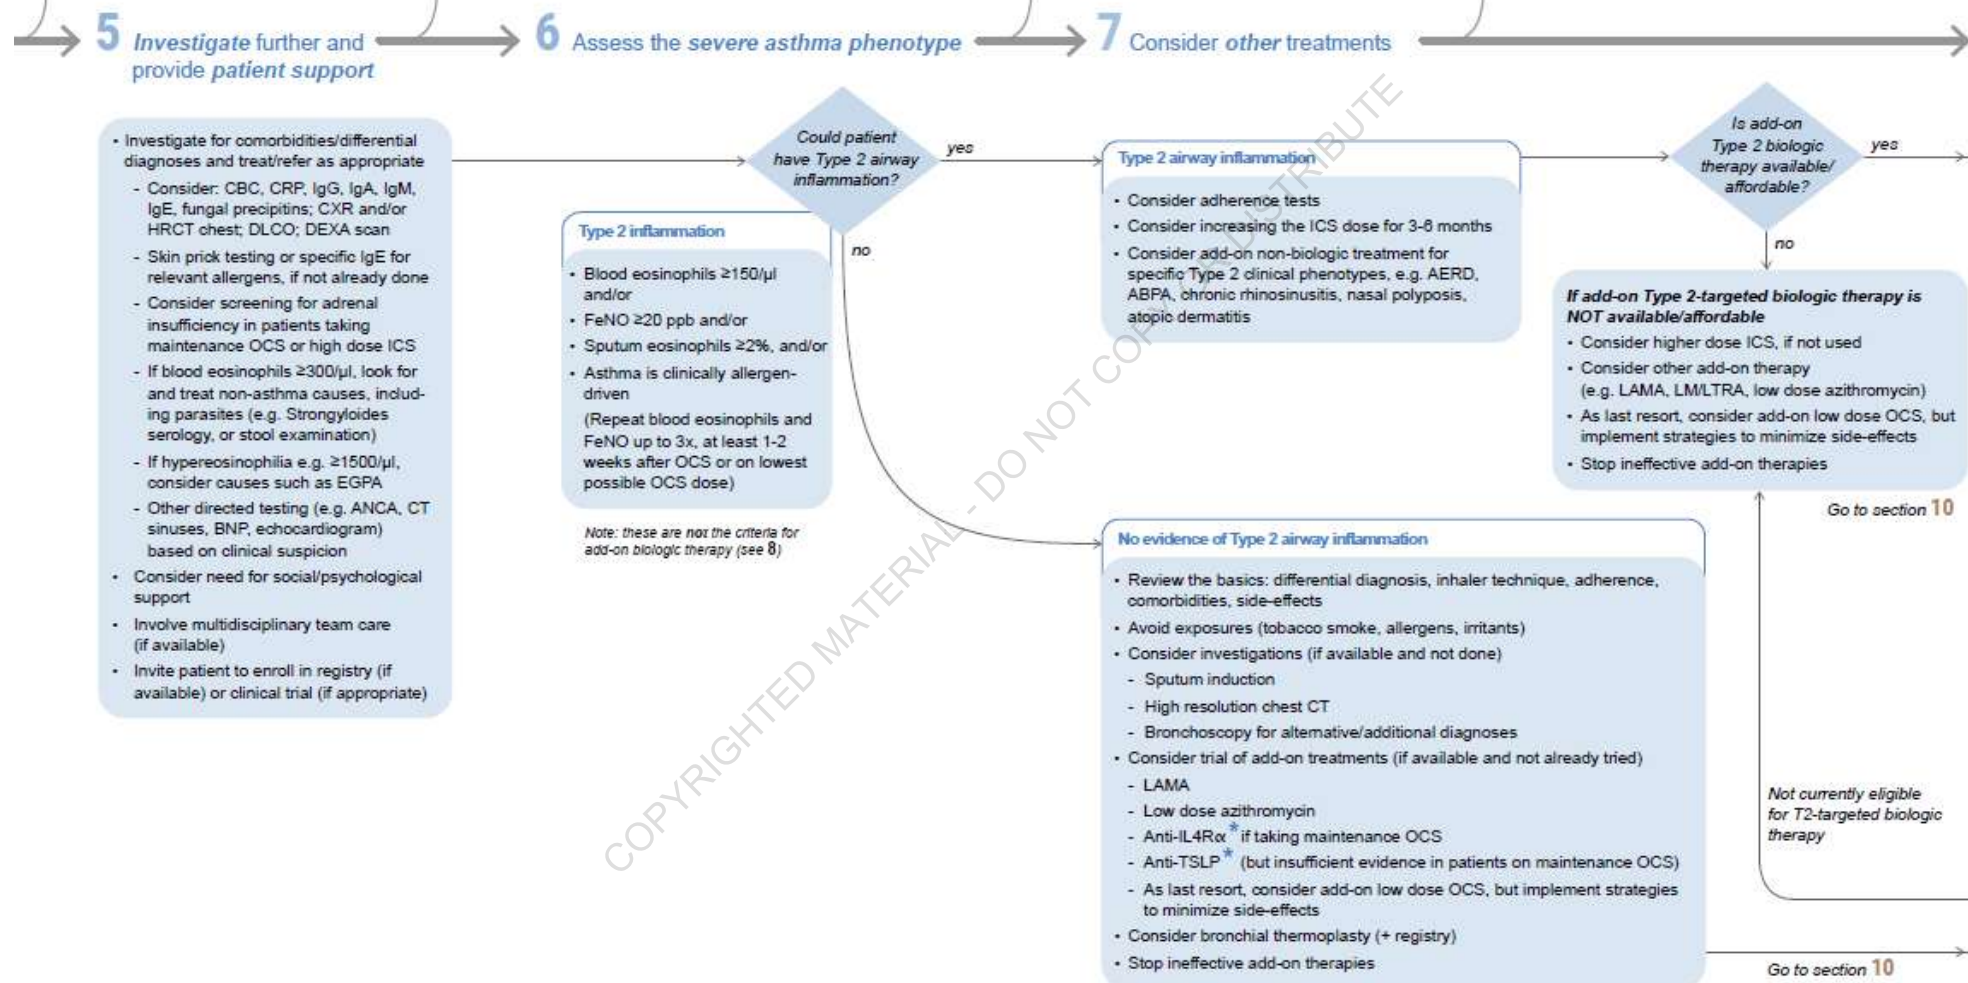 5 Investigate further and
provide patient support
• Investigate for comorbidities/differential
diagnoses and treat/refer as appropriate
- Consider: CBC, CRP, IgG, IgA, IgM,
IgE, fungal precipitins; CXR and/or
HRCT chest; DLCO; DEXA scan
- Skin prick testing or specific IgE for
relevant allergens, if not already done
- Consider screening for adrenal
insufficiency in patients taking
maintenance OCS or high dose ICS
- If blood eosinophils ≥300/µl, look for
and treat non-asthma causes, includ-
ing parasites (e.g. Strongyloides
serology, or stool examination)
- If hypereosinophilia e.g. ≥1500/µl,
consider causes such as EGPA
- Other directed testing (e.g. ANCA, CT
sinuses, BNP, echocardiogram)
based on clinical suspicion
• Consider need for social/psychological
support
• Involve multidisciplinary team care
(if available)
• Invite patient to enroll in registry (if
available) or clinical trial (if appropriate)
6 Assess the severe asthma phenotype
Could patient
have Type 2 airway
inflammation?
yes
no
Type 2 inflammation
• Blood eosinophils ≥150/µl
and/or
• FeNO ≥20 ppb and/or
• Sputum eosinophils ≥2%, and/or
• Asthma is clinically allergen-
driven
(Repeat blood eosinophils and
FeNO up to 3x, at least 1-2
weeks after OCS or on lowest
possible OCS dose)
Note: these are not the criteria for
add-on biologic therapy (see 8)
7 Consider other treatments
Type 2 airway inflammation
• Consider adherence tests
• Consider increasing the ICS dose for 3-6 months
• Consider add-on non-biologic treatment for
specific Type 2 clinical phenotypes, e.g. AERD,
ABPA, chronic rhinosinusitis, nasal polyposis,
atopic dermatitis
Is add-on
Type 2 biologic
therapy available/
affordable?
yes
no
If add-on Type 2-targeted biologic therapy is
NOT available/affordable
• Consider higher dose ICS, if not used
• Consider other add-on therapy
(e.g. LAMA, LM/LTRA, low dose azithromycin)
• As last resort, consider add-on low dose OCS, but
implement strategies to minimize side-effects
• Stop ineffective add-on therapies
Go to section 10
No evidence of Type 2 airway inflammation
• Review the basics: differential diagnosis, inhaler technique, adherence,
comorbidities, side-effects
• Avoid exposures (tobacco smoke, allergens, irritants)
• Consider investigations (if available and not done)
- Sputum induction
- High resolution chest CT
- Bronchoscopy for alternative/additional diagnoses
• Consider trial of add-on treatments (if available and not already tried)
- LAMA
- Low dose azithromycin
- Anti-IL4Rα* if taking maintenance OCS
- Anti-TSLP* (but insufficient evidence in patients on maintenance OCS)
- As last resort, consider add-on low dose OCS, but implement strategies
to minimize side-effects
• Consider bronchial thermoplasty (+ registry)
• Stop ineffective add-on therapies
Not currently eligible
for T2-targeted biologic
therapy
Go to section 10
COPYRIGHTED MATERIAL - DO NOT COPY OR DISTRIBUTE